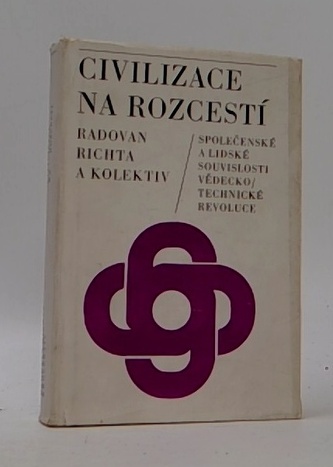 CIVILIZACE
NA ROZCESTÍ
RADOVAN
RICHTA
A KOLEKTIV
SPOLEČENSKÉ
A LIDSKÉ
SOUVISLOSTI
VĚDECKO/
TECHNICKÉ
REVOLUCE